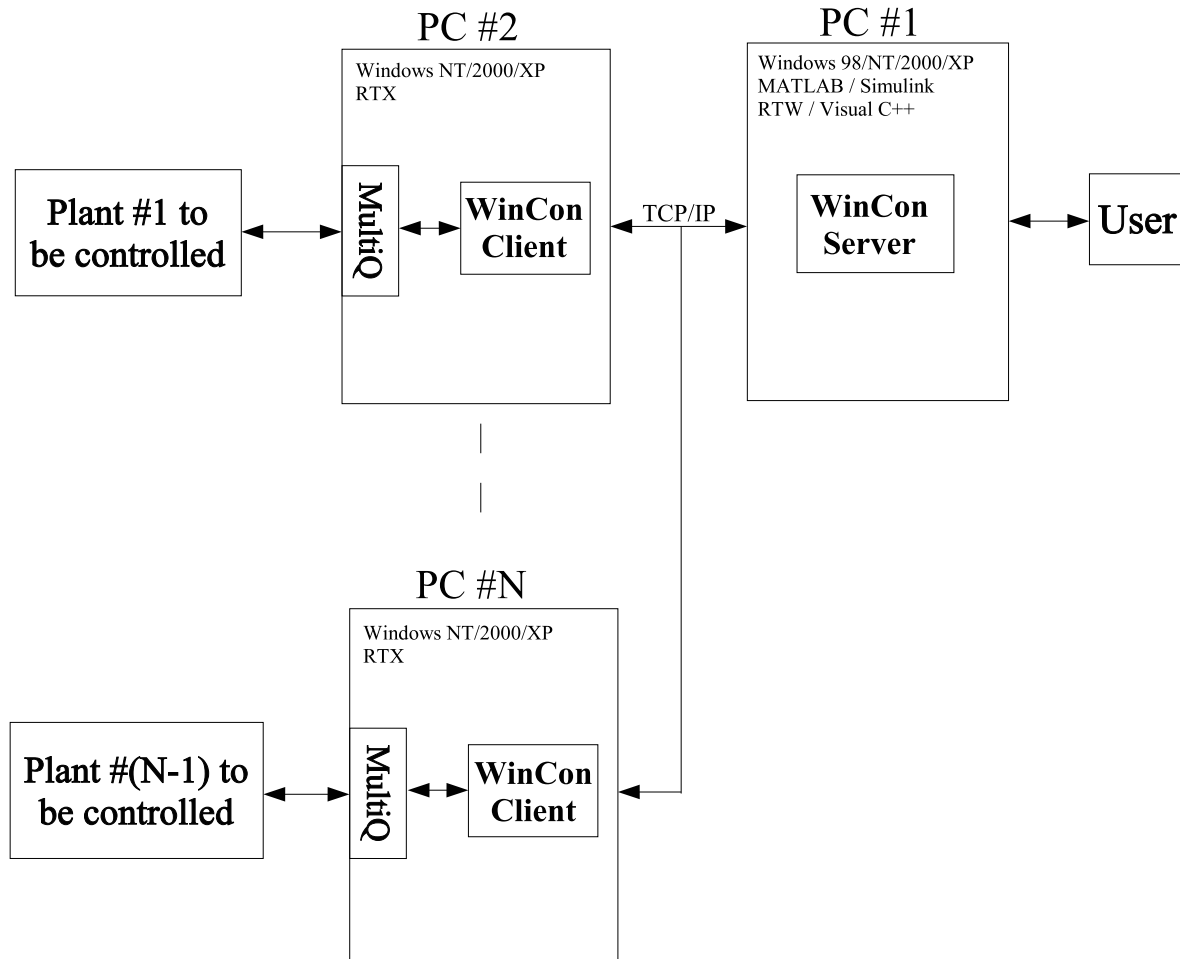 PC #2
Windows NT/2000/XP
RTX
Plant #1 to
be controlled
MultiQ
WinCon
Client
TCP/IP
PC #1
Windows 98/NT/2000/XP
MATLAB / Simulink
RTW / Visual C++
WinCon
Server
User
PC #N
Windows NT/2000/XP
RTX
Plant #(N-1) to
be controlled
MultiQ
WinCon
Client